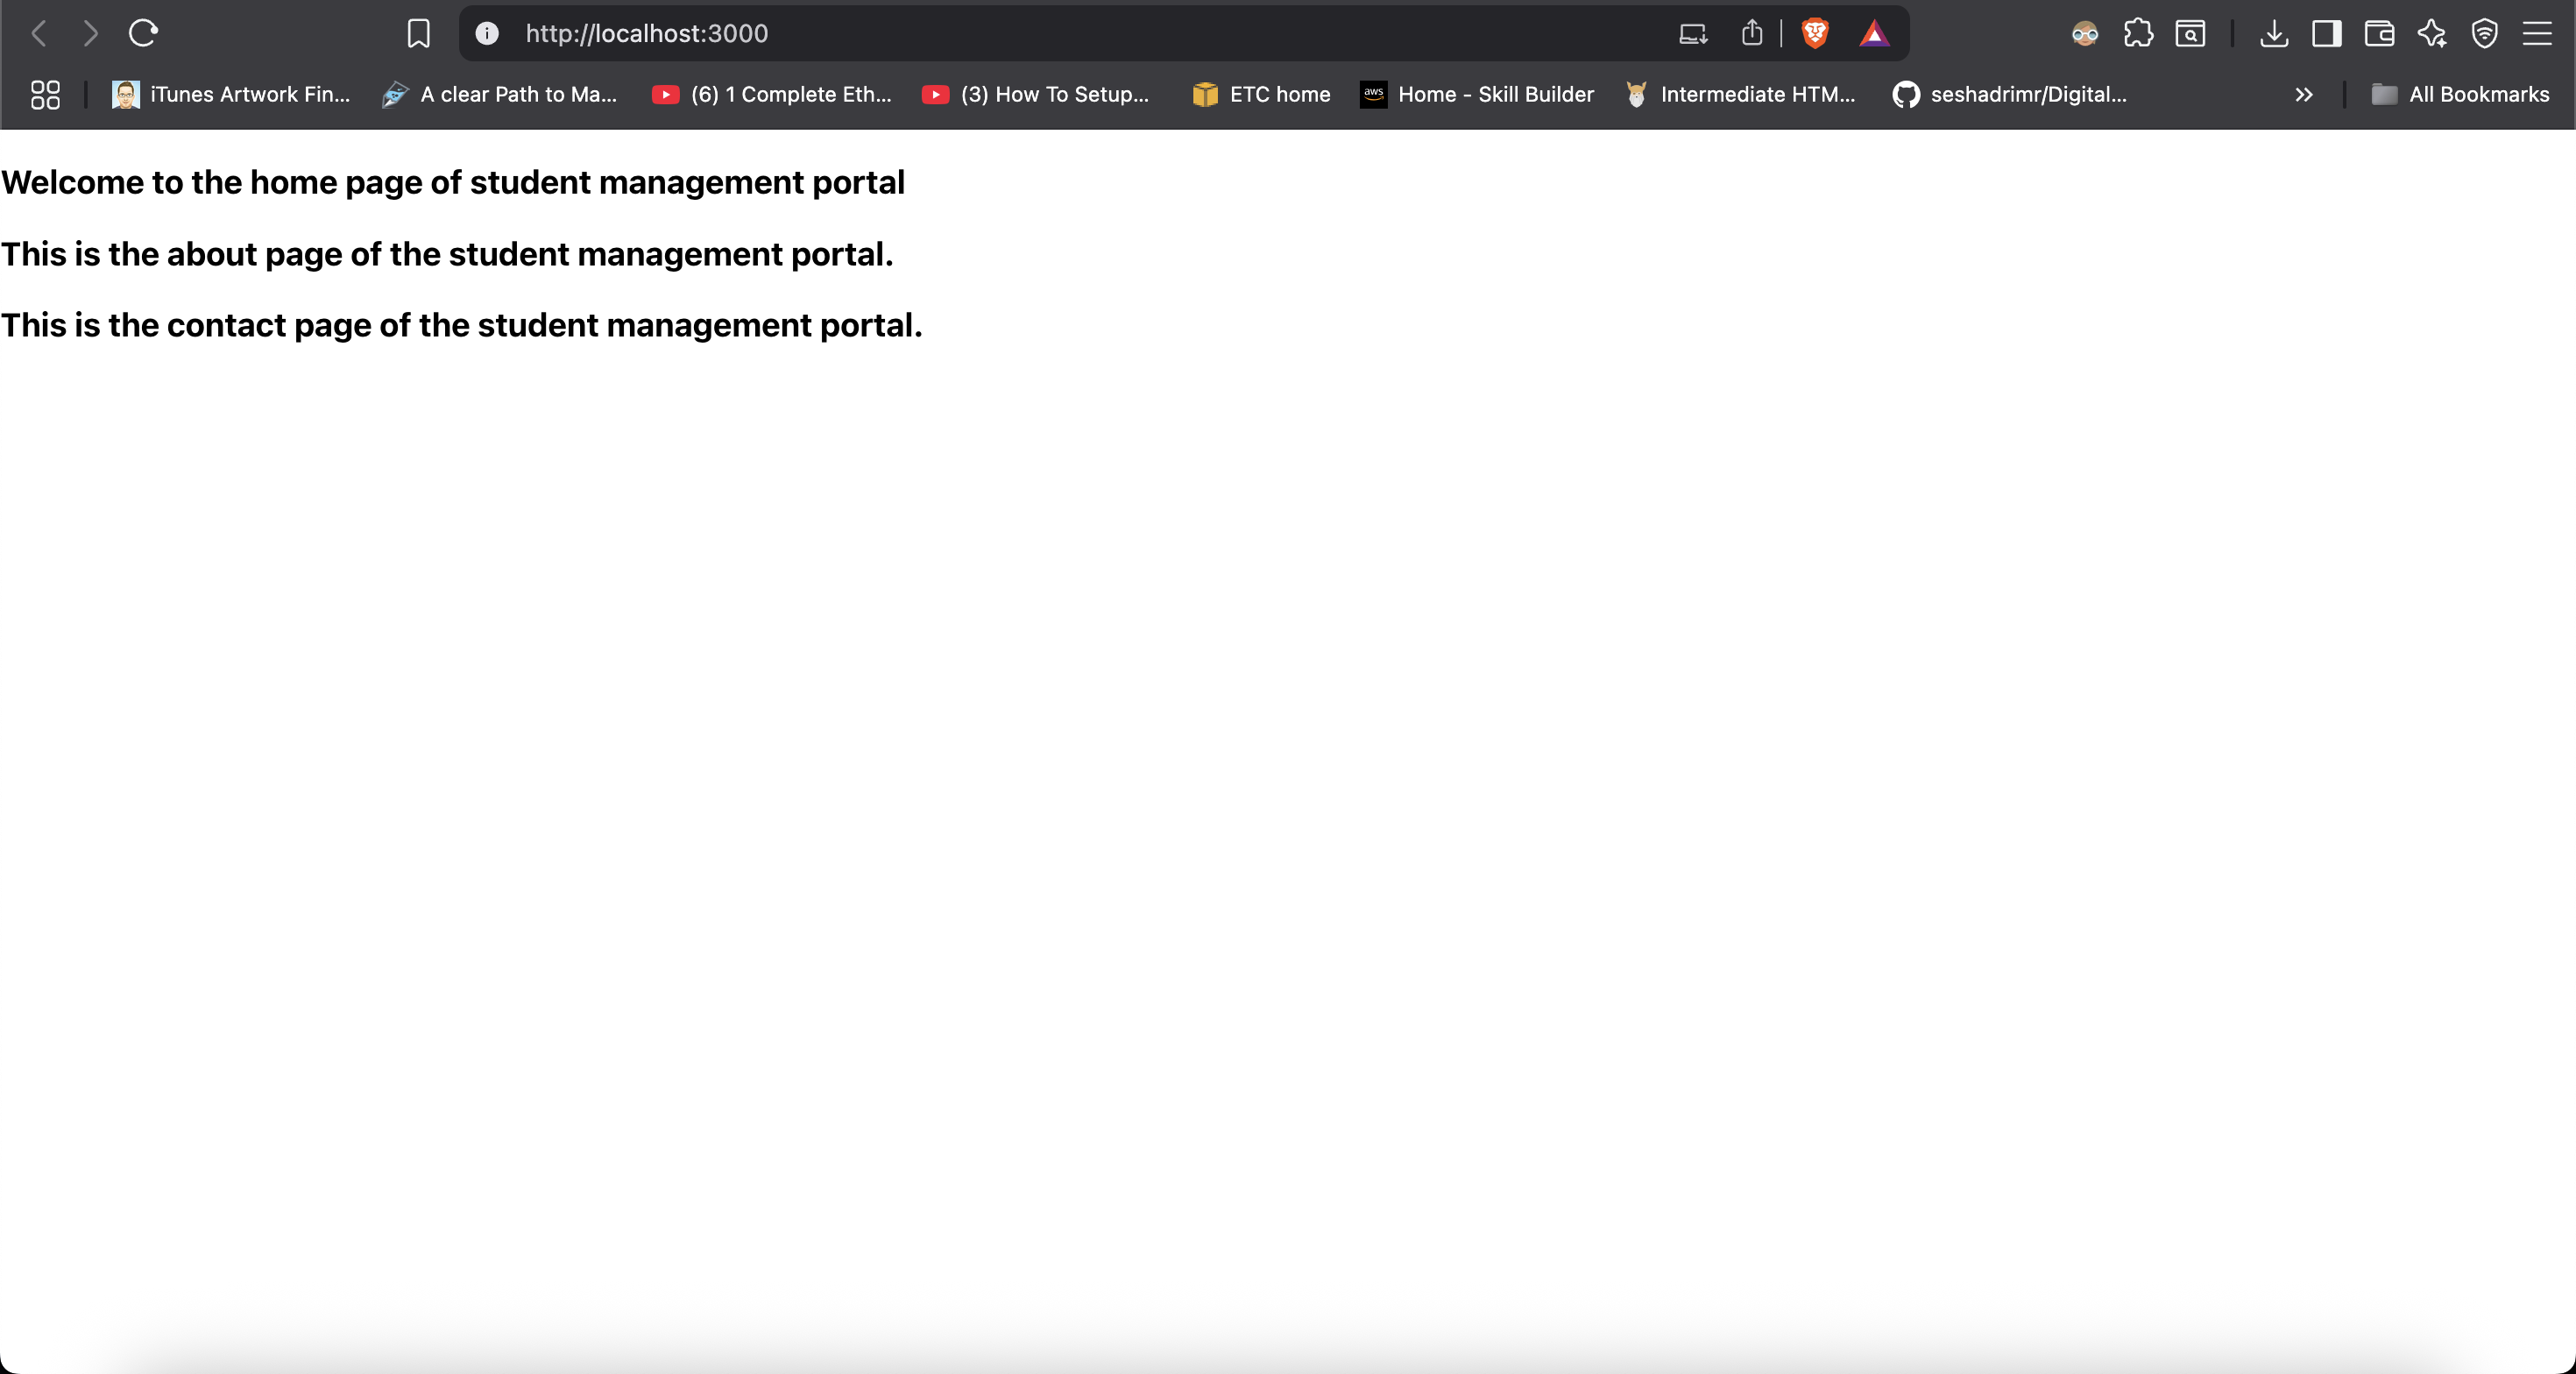 http://localhost:3000
iTunes Artwork Fin... A clear Path to Ma... (6) 1 Complete Eth... (3) How To Setup... ETC home aws Home - Skill Builder Intermediate HTM... seshadrimr/Digital... » All Bookmarks
Welcome to the home page of student management portal
This is the about page of the student management portal.
This is the contact page of the student management portal.